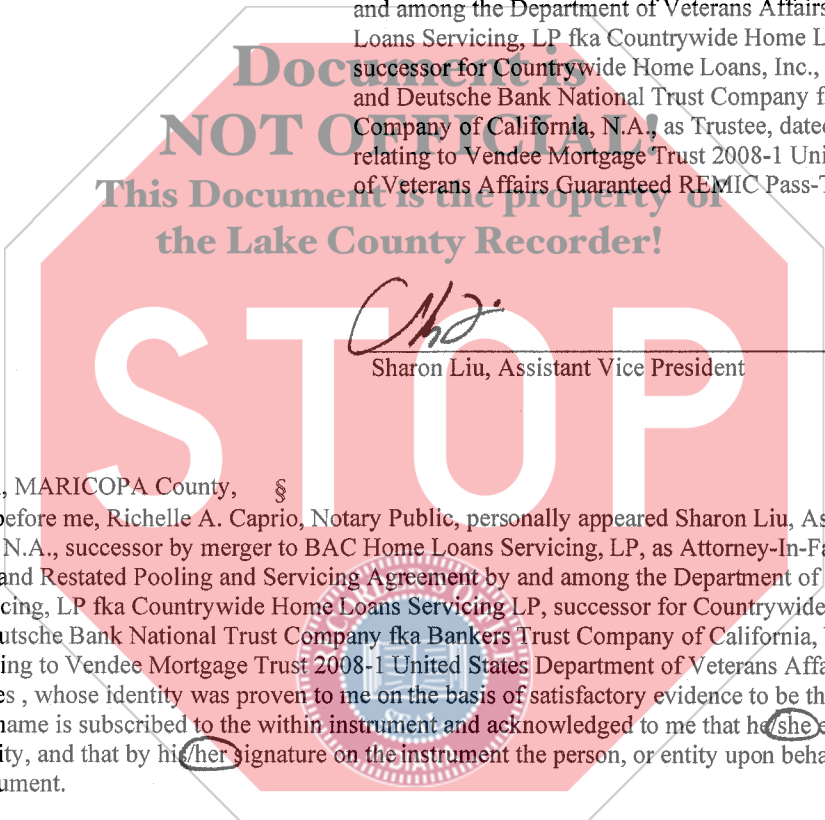 and among the Department of Veterans Affairs
Loans Servicing, LP fka Countrywide Home L
Document is
successor for Countrywide Home Loans, Inc.,
and Deutsche Bank National Trust Company f
NOT OFFICIAL!
Company of California, N.A., as Trustee, dated
relating to Vendee Mortgage Trust 2008-1 Uni
of Veterans Affairs Guaranteed REMIC Pass-T
This Document is the property of
the Lake County Recorder!
STOP
Sharon Liu, Assistant Vice President
., MARICOPA County, §
before me, Richelle A. Caprio, Notary Public, personally appeared Sharon Liu, As
N.A., successor by merger to BAC Home Loans Servicing, LP, as Attorney-In-Fa
and Restated Pooling and Servicing Agreement by and among the Department of
cing, LP fka Countrywide Home Loans Servicing LP, successor for Countrywide
utsche Bank National Trust Company fka Bankers Trust Company of California,
ing to Vendee Mortgage Trust 2008-1 United States Department of Veterans Affa
es , whose identity was proven to me on the basis of satisfactory evidence to be th
name is subscribed to the within instrument and acknowledged to me that he/she e
ity, and that by his/her signature on the instrument the person, or entity upon beha
ument.
INDIANA